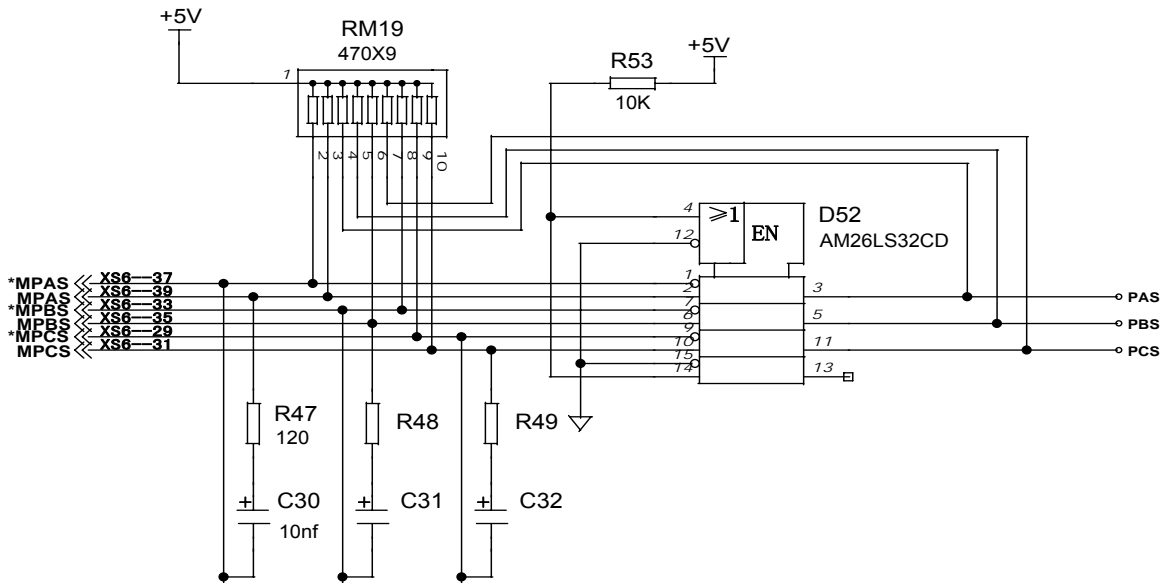 +5V
RM19
470X9
1
2
3
4
5
6
7
8
9
10
R53
10K
+5V
4
≥1
EN
12
D52
AM26LS32CD
*MPAS XS6--37 1
MPAS XS6--39 2 3 PAS
*MPBS XS6--33 7
MPBS XS6--35 6 5 PBS
*MPCS XS6--29 9
MPCS XS6--31 10 11 PCS
15
14 13
R47
120
R48
R49
+ C30
10nf
+ C31
+ C32